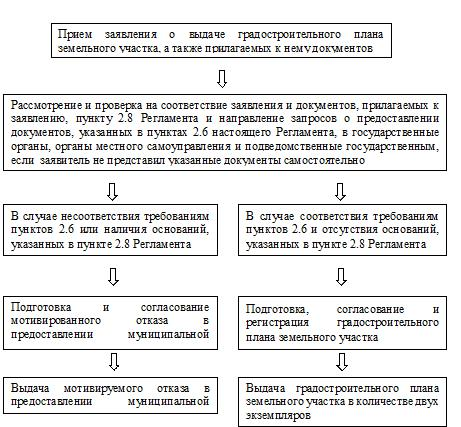 Прием заявления о выдаче градостроительного плана
земельного участка, а также прилагаемых к нему документов
Рассмотрение и проверка на соответствие заявления и документов, прилагаемых к
заявлению, пункту 2.8 Регламента и направление запросов о предоставлении
документов, указанных в пунктах 2.6 настоящего Регламента, в государственные
органы, органы местного самоуправления и подведомственные государственным,
если заявитель не представил указанные документы самостоятельно
В случае несоответствия требованиям
пунктов 2.6 или наличия оснований,
указанных в пункте 2.8 Регламента
В случае соответствия требованиям
пунктов 2.6 и отсутствия оснований,
указанных в пункте 2.8 Регламента
Подготовка и согласование
мотивированного отказа в
предоставлении муниципальной
Подготовка, согласование и
регистрация градостроительного
плана земельного участка
Выдача мотивируемого отказа в
предоставлении муниципальной
Выдача градостроительного плана
земельного участка в количестве двух
экземпляров